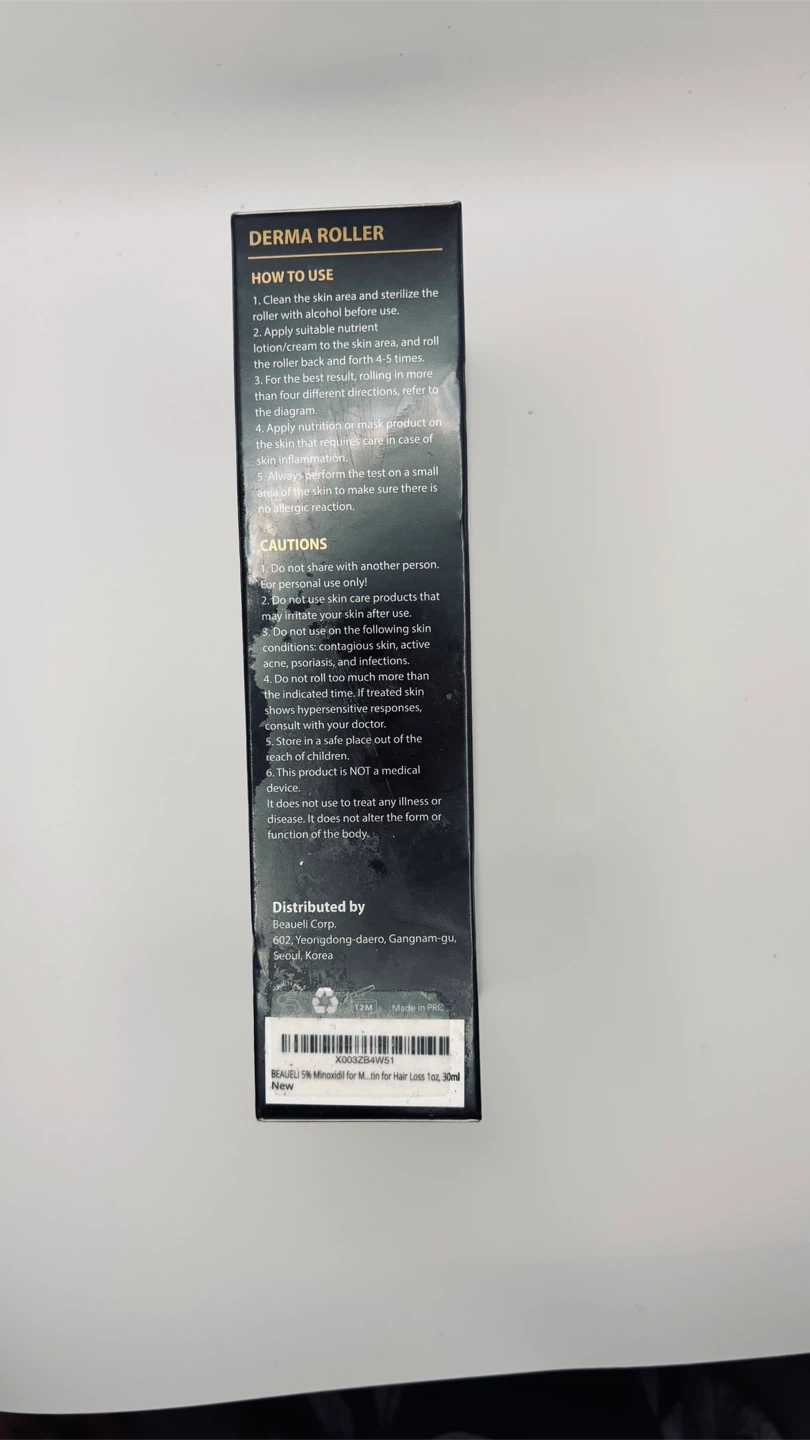 DERMA ROLLER
HOW TO USE
1. Clean the skin area and sterilize the
roller with alcohol before use.
2. Apply suitable nutrient
lotion/cream to the skin area, and roll
the roller back and forth 4-5 times.
3. For the best result, rolling in more
than four different directions, refer to
the diagram.
4. Apply nutrition or mask product on
the skin that requires care in case of
skin inflammation.
5. Always perform the test on a small
area of the skin to make sure there is
no allergic reaction.
CAUTIONS
1. Do not share with another person.
For personal use only!
2. Do not use skin care products that
may irritate your skin after use.
3. Do not use on the following skin
conditions: contagious skin, active
acne, psoriasis, and infections.
4. Do not roll too much more than
the indicated time. If treated skin
shows hypersensitive responses,
consult with your doctor.
5. Store in a safe place out of the
reach of children.
6. This product is NOT a medical
device.
It does not use to treat any illness or
disease. It does not alter the form or
function of the body.
Distributed by
Beaueli Corp.
602, Yeongdong-daero, Gangnam-gu,
Seoul, Korea
12M Made in PRC
X003ZB4W51
BEAUELI 5% Minoxidil for M...tin for Hair Loss 1oz, 30ml
New